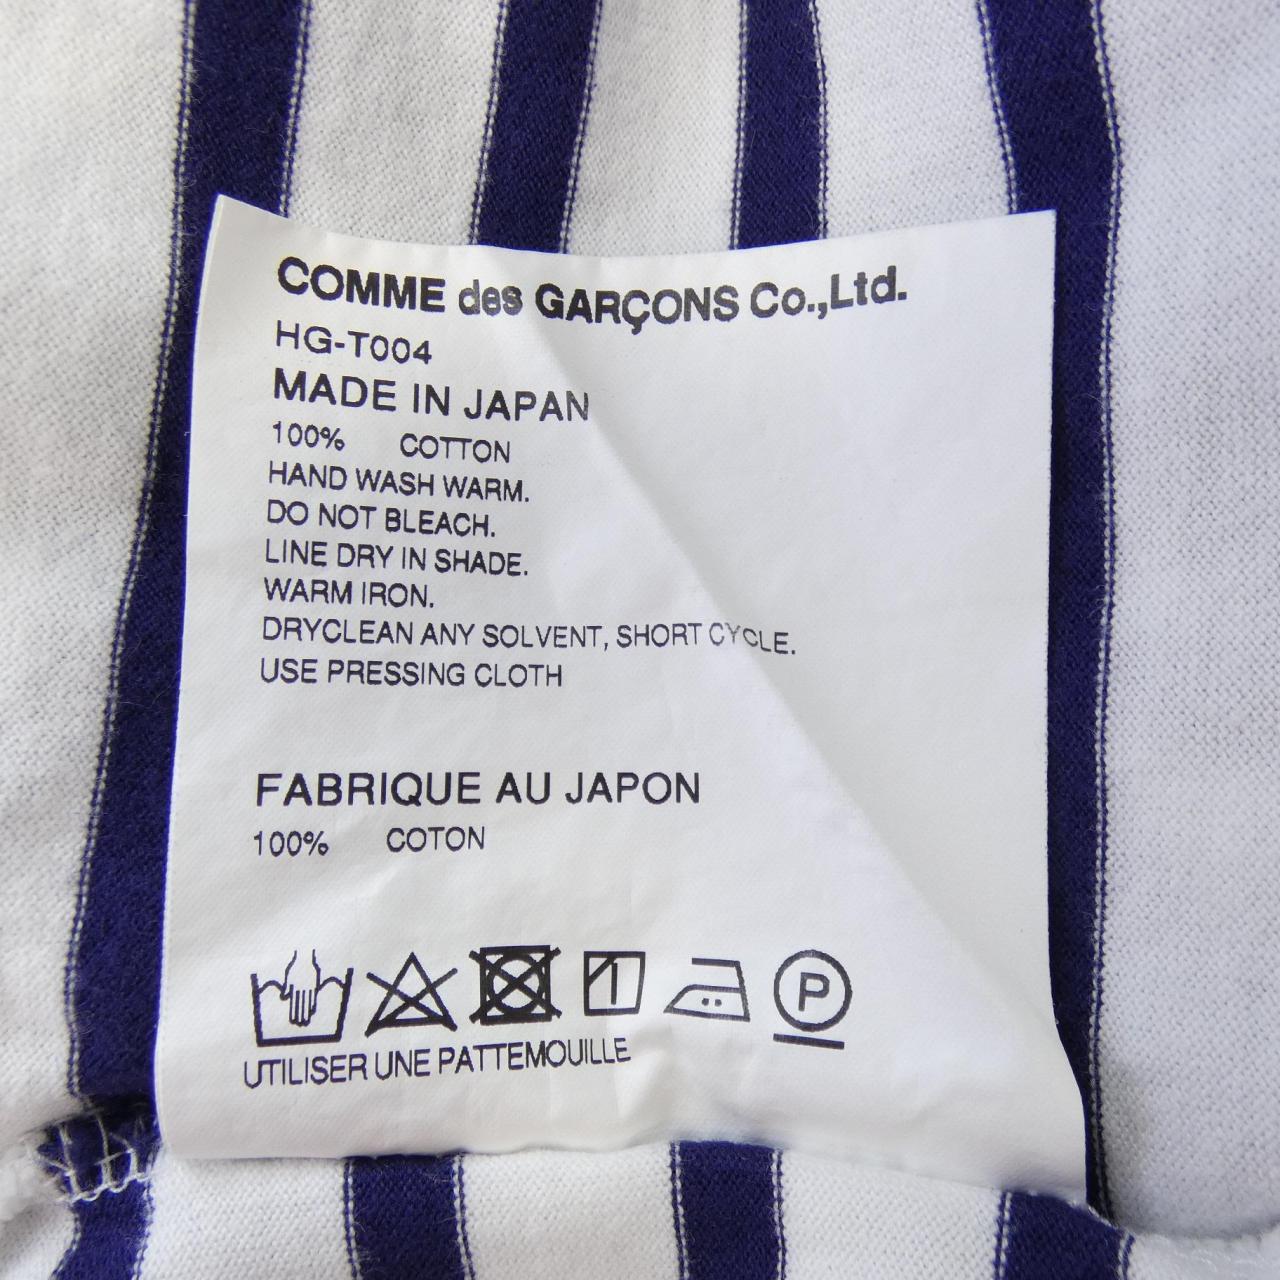 COMME des GARÇONS Co.,Ltd.
HG-T004
MADE IN JAPAN
100% COTTON
HAND WASH WARM.
DO NOT BLEACH.
LINE DRY IN SHADE.
WARM IRON.
DRYCLEAN ANY SOLVENT, SHORT CYCLE.
USE PRESSING CLOTH
FABRIQUE AU JAPON
100% COTON
P
UTILISER UNE PATTEMOUILLE